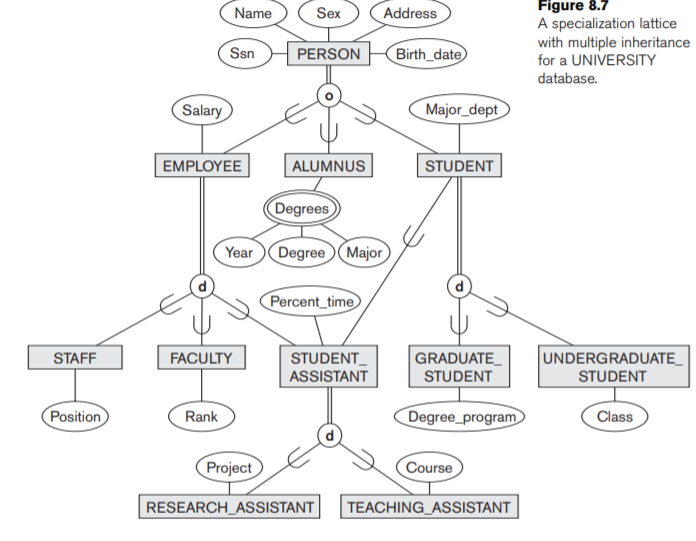 Figure 8.7
A specialization lattice
with multiple inheritance
for a UNIVERSITY
database.
Name
Sex
Address
Ssn
PERSON
Birth_date
o
Salary
Major_dept
EMPLOYEE
ALUMNUS
STUDENT
Degrees
Year
Degree
Major
d
d
Percent_time
STAFF
FACULTY
STUDENT_
ASSISTANT
GRADUATE_
STUDENT
UNDERGRADUATE_
STUDENT
Position
Rank
Degree_program
Class
d
Project
Course
RESEARCH_ASSISTANT
TEACHING_ASSISTANT